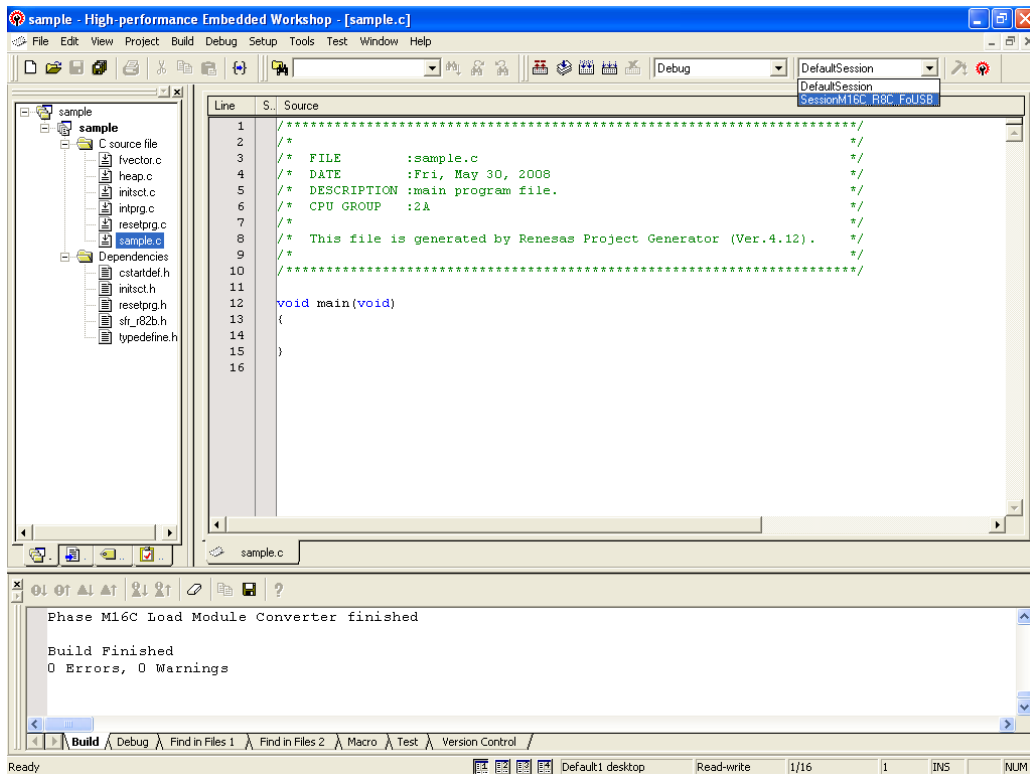 sample - High-performance Embedded Workshop - [sample.c]
File Edit View Project Build Debug Setup Tools Test Window Help
Debug
DefaultSession
DefaultSession
SessionM16C_R8C_FoUSB
sample
sample
C source file
fvector.c
heap.c
initsct.c
intprg.c
resetprg.c
sample.c
Dependencies
cstartdef.h
initsct.h
resetprg.h
sfr_r82b.h
typedefine.h
Line S.. Source
1 /***********************************************************************/
2 /* */
3 /* FILE :sample.c */
4 /* DATE :Fri, May 30, 2008 */
5 /* DESCRIPTION :main program file. */
6 /* CPU GROUP :2A */
7 /* */
8 /* This file is generated by Renesas Project Generator (Ver.4.12). */
9 /* */
10 /***********************************************************************/
11
12 void main(void)
13 {
14
15 }
16
sample.c
Phase M16C Load Module Converter finished
Build Finished
0 Errors, 0 Warnings
Build Debug Find in Files 1 Find in Files 2 Macro Test Version Control
Ready Default1 desktop Read-write 1/16 1 INS NUM